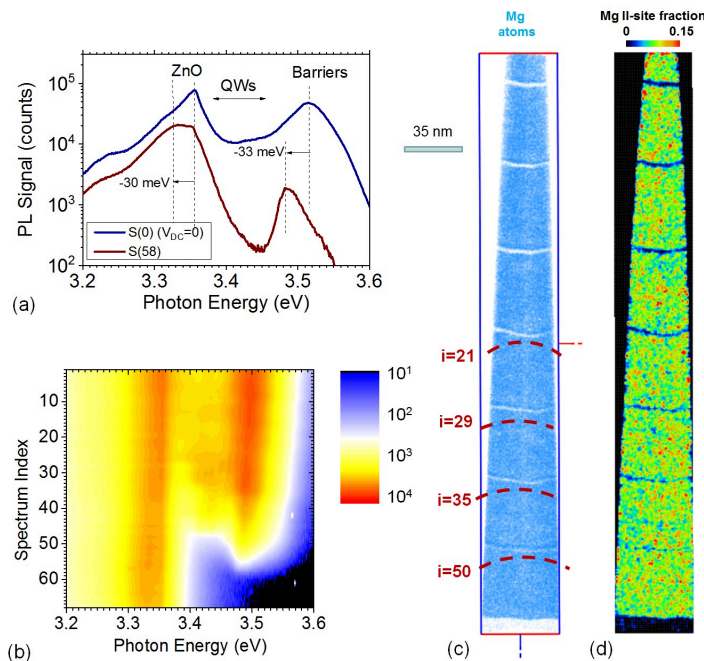 ZnO
Barriers
QWs
-33 meV
-30 meV
S(0) (V_DC=0)
S(58)
PL Signal (counts)
10^5
10^4
10^3
10^2
3.2 3.3 3.4 3.5 3.6
Photon Energy (eV)
(a)
Spectrum Index
0
10
20
30
40
50
60
3.2 3.3 3.4 3.5 3.6
Photon Energy (eV)
(b)
10^1
10^2
10^3
10^4
Mg
atoms
35 nm
i=21
i=29
i=35
i=50
(c)
Mg II-site fraction
0 0.15
(d)